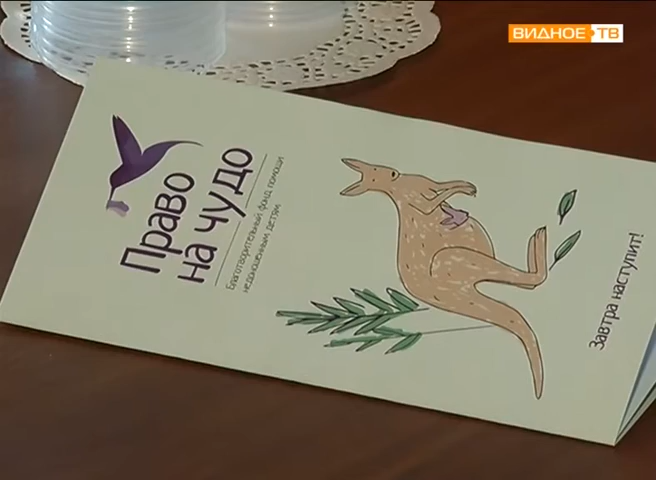 ВИДНОЕ ТВ
Право
на чудо
Благотворительный фонд помощи
недоношенным детям
Завтра наступит!